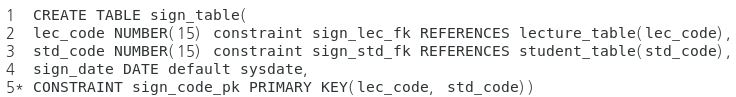 1 CREATE TABLE sign_table(
2 lec_code NUMBER(15) constraint sign_lec_fk REFERENCES lecture_table(lec_code),
3 std_code NUMBER(15) constraint sign_std_fk REFERENCES student_table(std_code),
4 sign_date DATE default sysdate,
5* CONSTRAINT sign_code_pk PRIMARY KEY(lec_code, std_code))